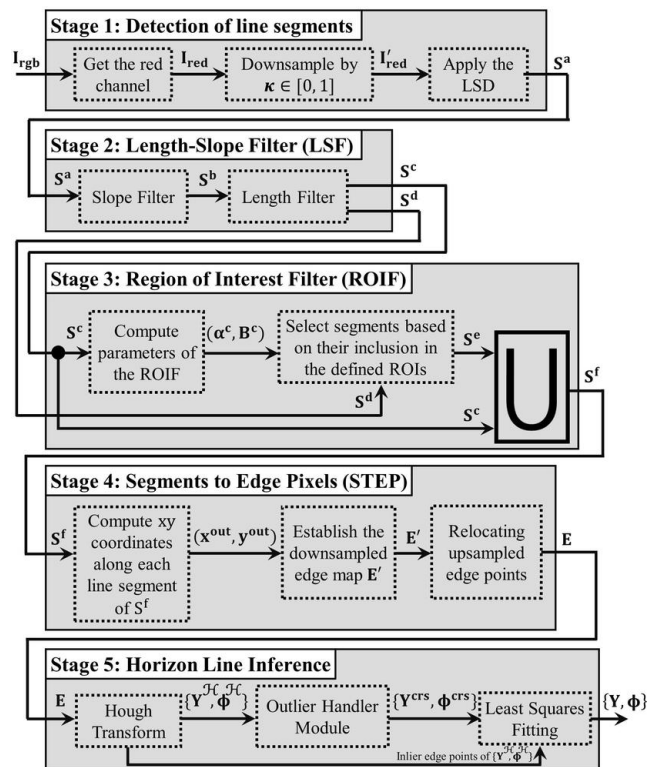 Stage 1: Detection of line segments
I_rgb
Get the red
channel
I_red
Downsample by
κ ∈ [0, 1]
I′_red
Apply the
LSD
S^a
Stage 2: Length-Slope Filter (LSF)
S^a
Slope Filter
S^b
Length Filter
S^c
S^d
Stage 3: Region of Interest Filter (ROIF)
S^c
Compute
parameters of
the ROIF
(α^c, B^c)
Select segments based
on their inclusion in
the defined ROIs
S^e
S^d
S^c
U
S^f
Stage 4: Segments to Edge Pixels (STEP)
S^f
Compute xy
coordinates
along each
line segment
of S^f
(x^out, y^out)
Establish the
downsampled
edge map E′
E′
Relocating
upsampled
edge points
E
Stage 5: Horizon Line Inference
E
Hough
Transform
{Y^ℋ, ϕ^ℋ}
Outlier Handler
Module
{Y^crs, ϕ^crs}
Least Squares
Fitting
{Y, ϕ}
Inlier edge points of {Y^ℋ, ϕ^ℋ}